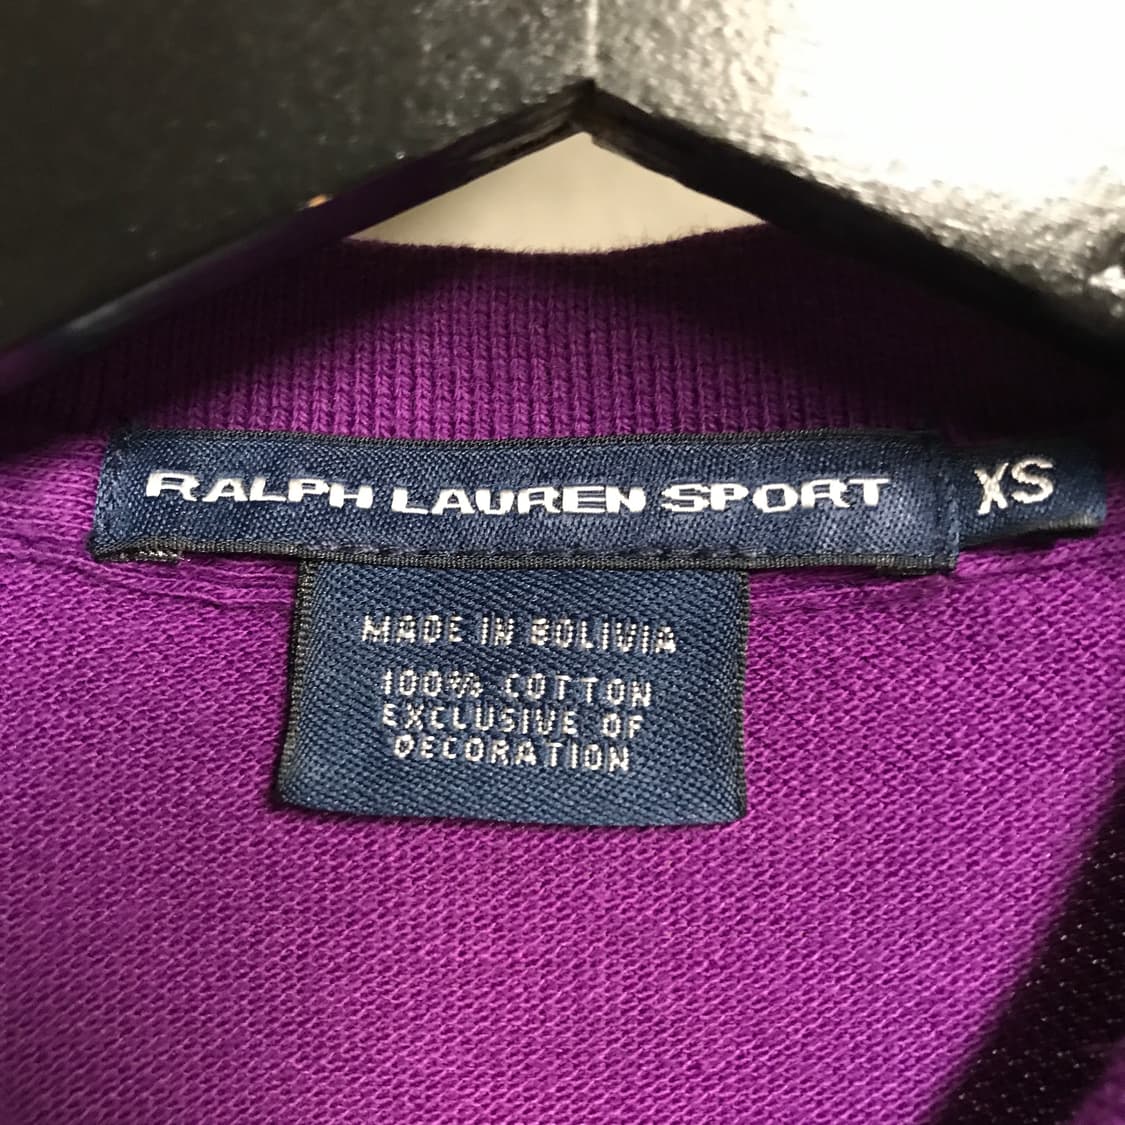 RALPH LAUREN SPORT
XS
MADE IN BOLIVIA
100% COTTON
EXCLUSIVE OF
DECORATION